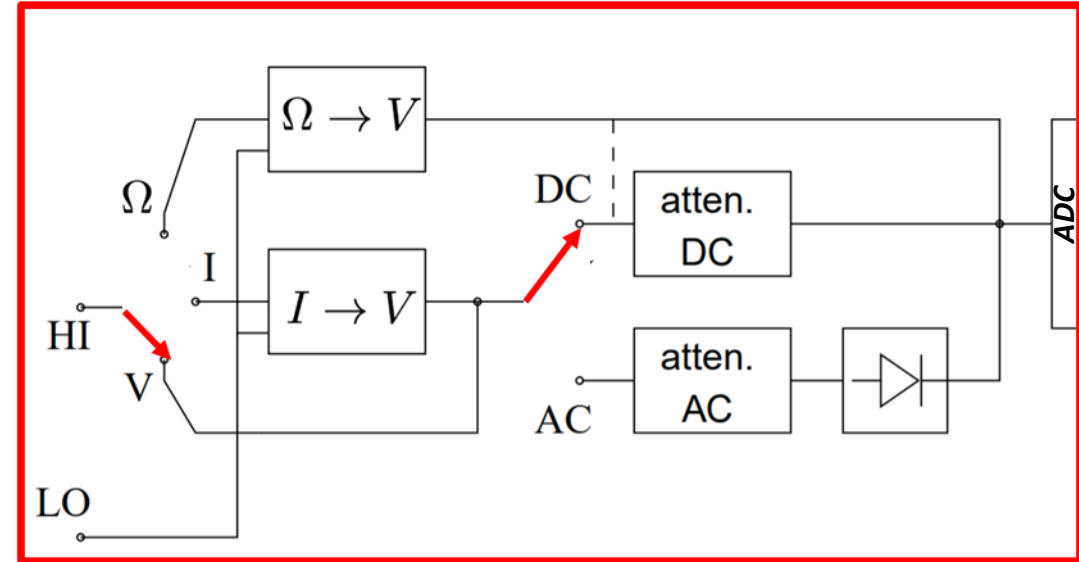 Ω → V
Ω
DC
atten.
DC
ADC
I
I → V
HI
V
atten.
AC
AC
LO